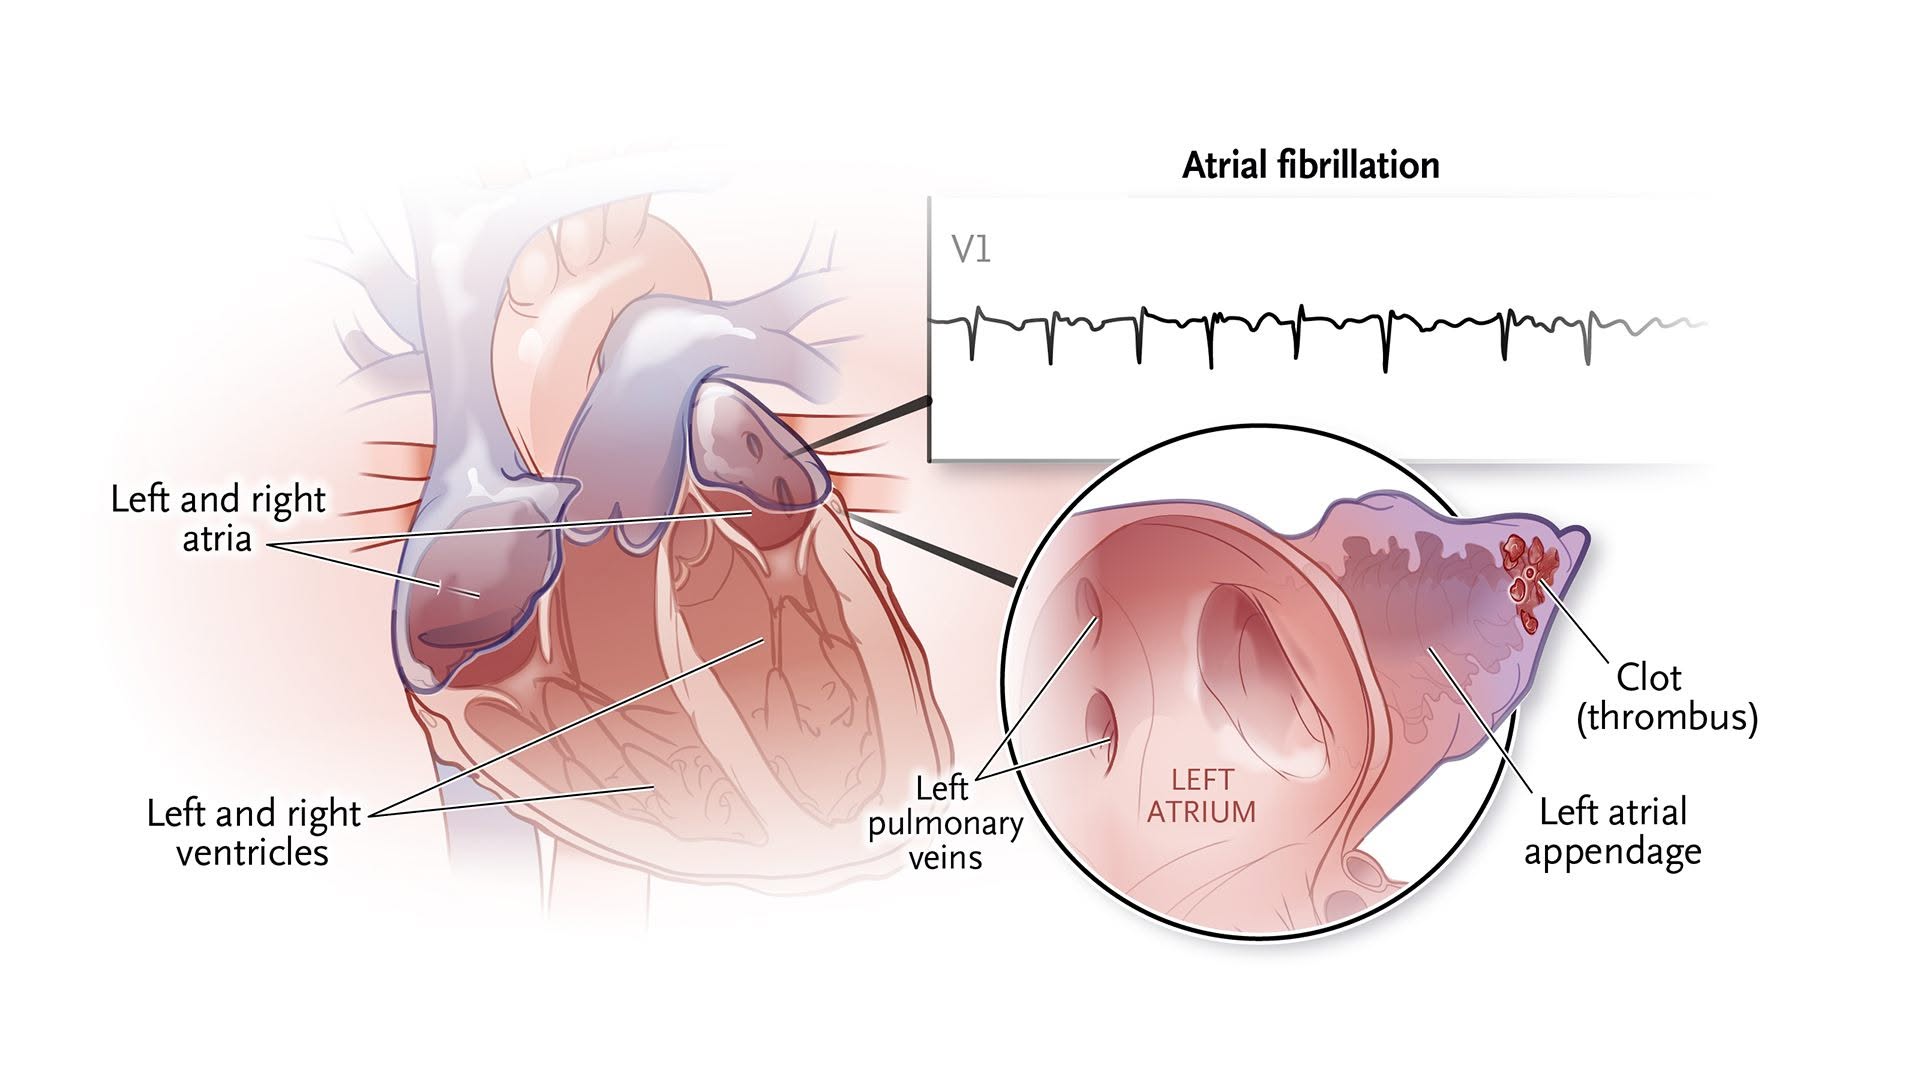 Atrial fibrillation
V1
Left and right
atria
Left and right
ventricles
Left
pulmonary
veins
LEFT
ATRIUM
Clot
(thrombus)
Left atrial
appendage